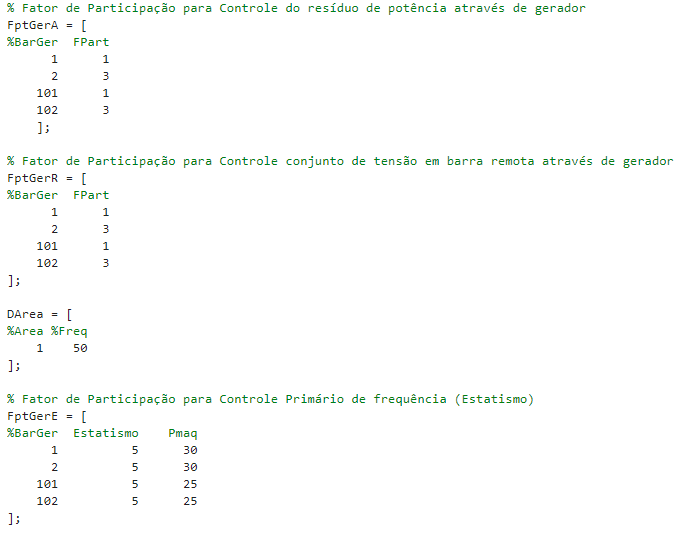 % Fator de Participação para Controle do resíduo de potência através de gerador
FptGerA = [
%BarGer  FPart
      1      1
      2      3
    101      1
    102      3
    ];
% Fator de Participação para Controle conjunto de tensão em barra remota através de gerador
FptGerR = [
%BarGer  FPart
      1      1
      2      3
    101      1
    102      3
];
DArea = [
%Area %Freq
    1    50
];
% Fator de Participação para Controle Primário de frequência (Estatismo)
FptGerE = [
%BarGer  Estatismo    Pmaq
      1          5      30
      2          5      30
    101          5      25
    102          5      25
];